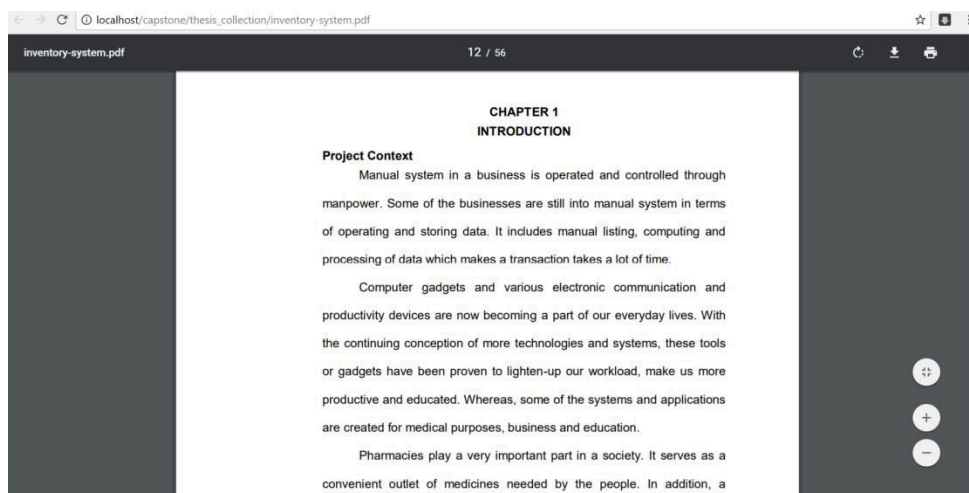 localhost/capstone/thesis_collection/inventory-system.pdf
inventory-system.pdf
12 / 56
CHAPTER 1
INTRODUCTION
Project Context
Manual system in a business is operated and controlled through
manpower. Some of the businesses are still into manual system in terms
of operating and storing data. It includes manual listing, computing and
processing of data which makes a transaction takes a lot of time.
Computer gadgets and various electronic communication and
productivity devices are now becoming a part of our everyday lives. With
the continuing conception of more technologies and systems, these tools
or gadgets have been proven to lighten-up our workload, make us more
productive and educated. Whereas, some of the systems and applications
are created for medical purposes, business and education.
Pharmacies play a very important part in a society. It serves as a
convenient outlet of medicines needed by the people. In addition, a